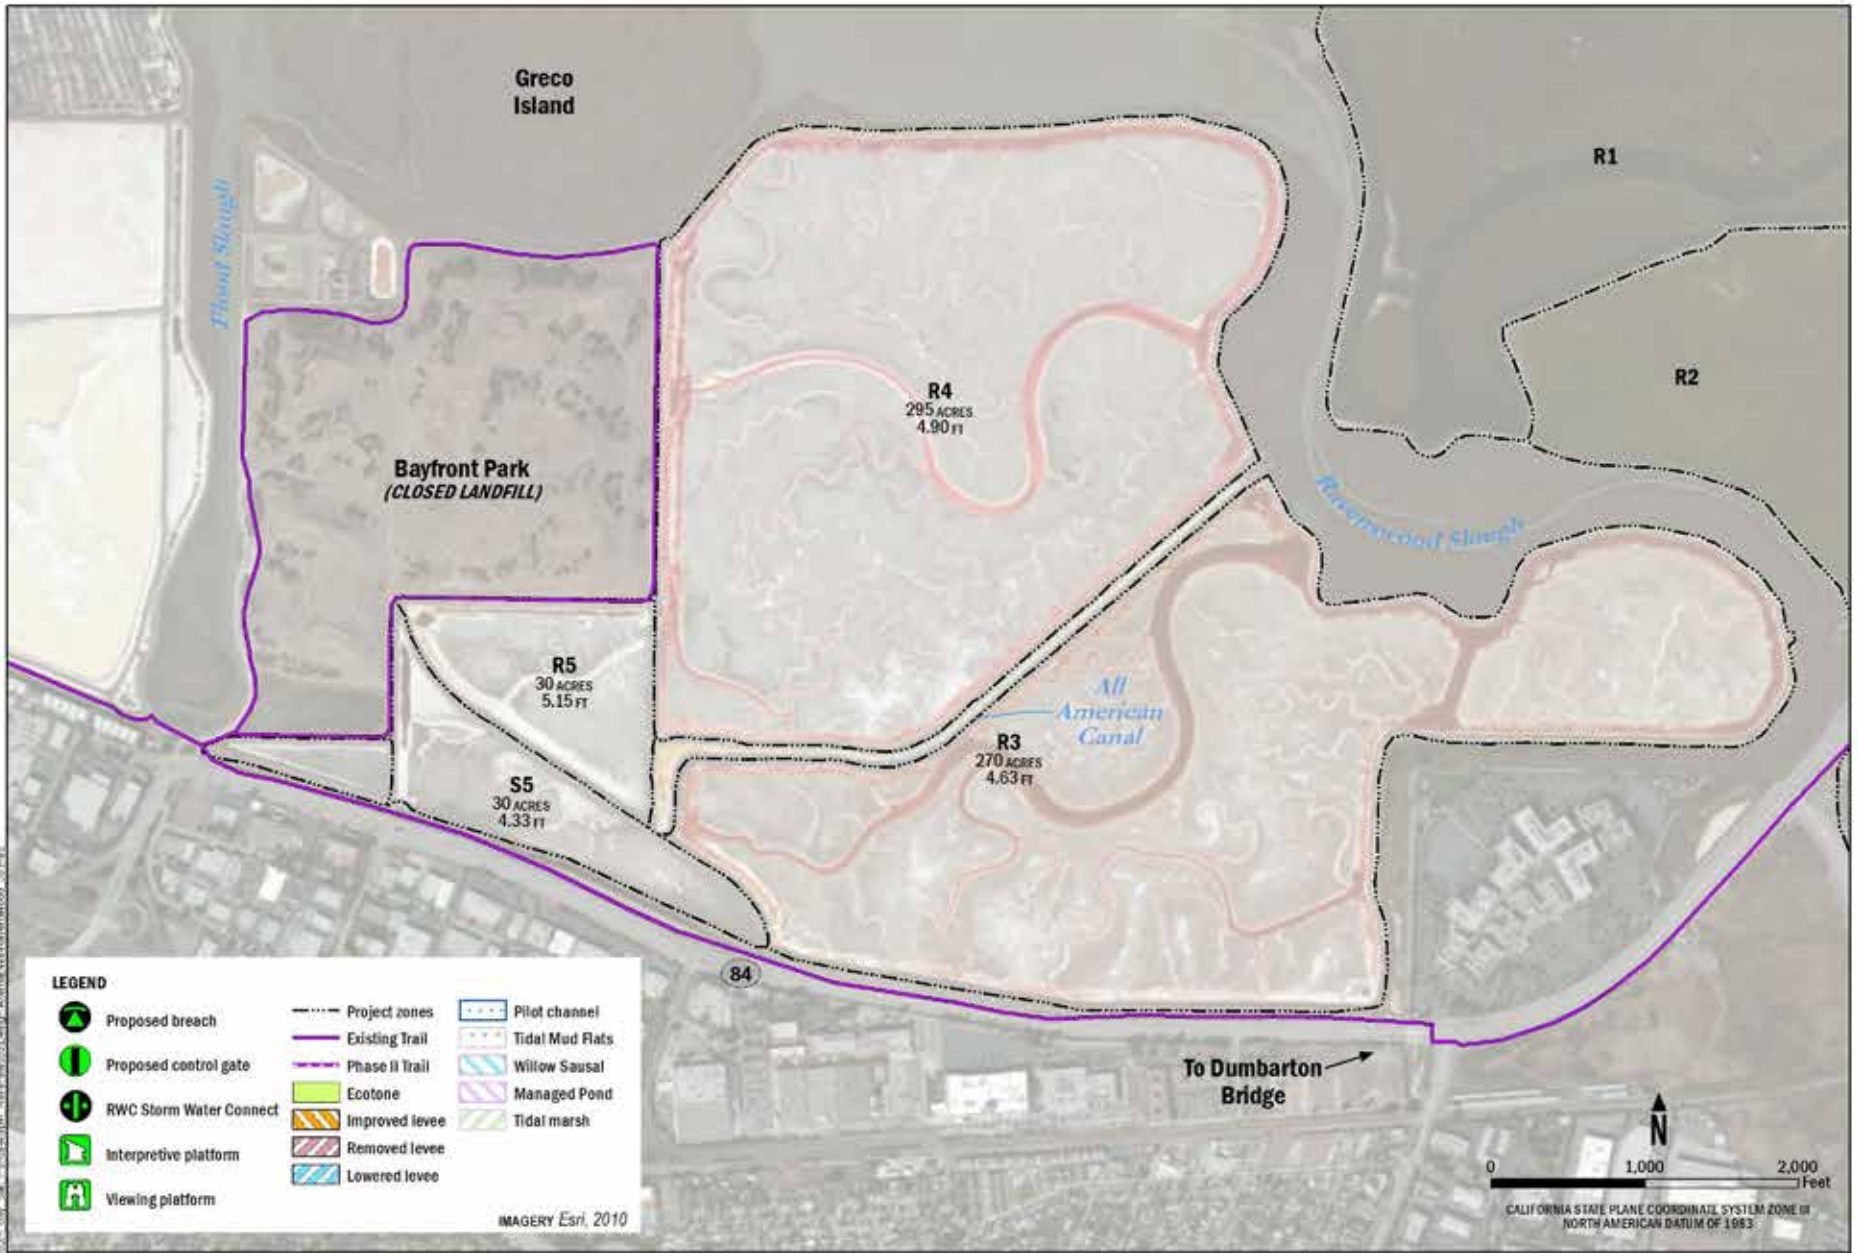 Greco
Island
R1
Flood Slough
R2
R4
295 ACRES
4.90 FT
Bayfront Park
(CLOSED LANDFILL)
Ravenswood Slough
R5
30 ACRES
5.15 FT
All
American
Canal
R3
270 ACRES
4.63 FT
S5
30 ACRES
4.33 FT
84
To Dumbarton
Bridge
LEGEND
Proposed breach
Proposed control gate
RWC Storm Water Connect
Interpretive platform
Viewing platform
Project zones
Existing Trail
Phase II Trail
Ecotone
Improved levee
Removed levee
Lowered levee
Pilot channel
Tidal Mud Flats
Willow Sausal
Managed Pond
Tidal marsh
IMAGERY Esri, 2010
N
0 1,000 2,000
Feet
CALIFORNIA STATE PLANE COORDINATE SYSTEM ZONE III
NORTH AMERICAN DATUM OF 1983